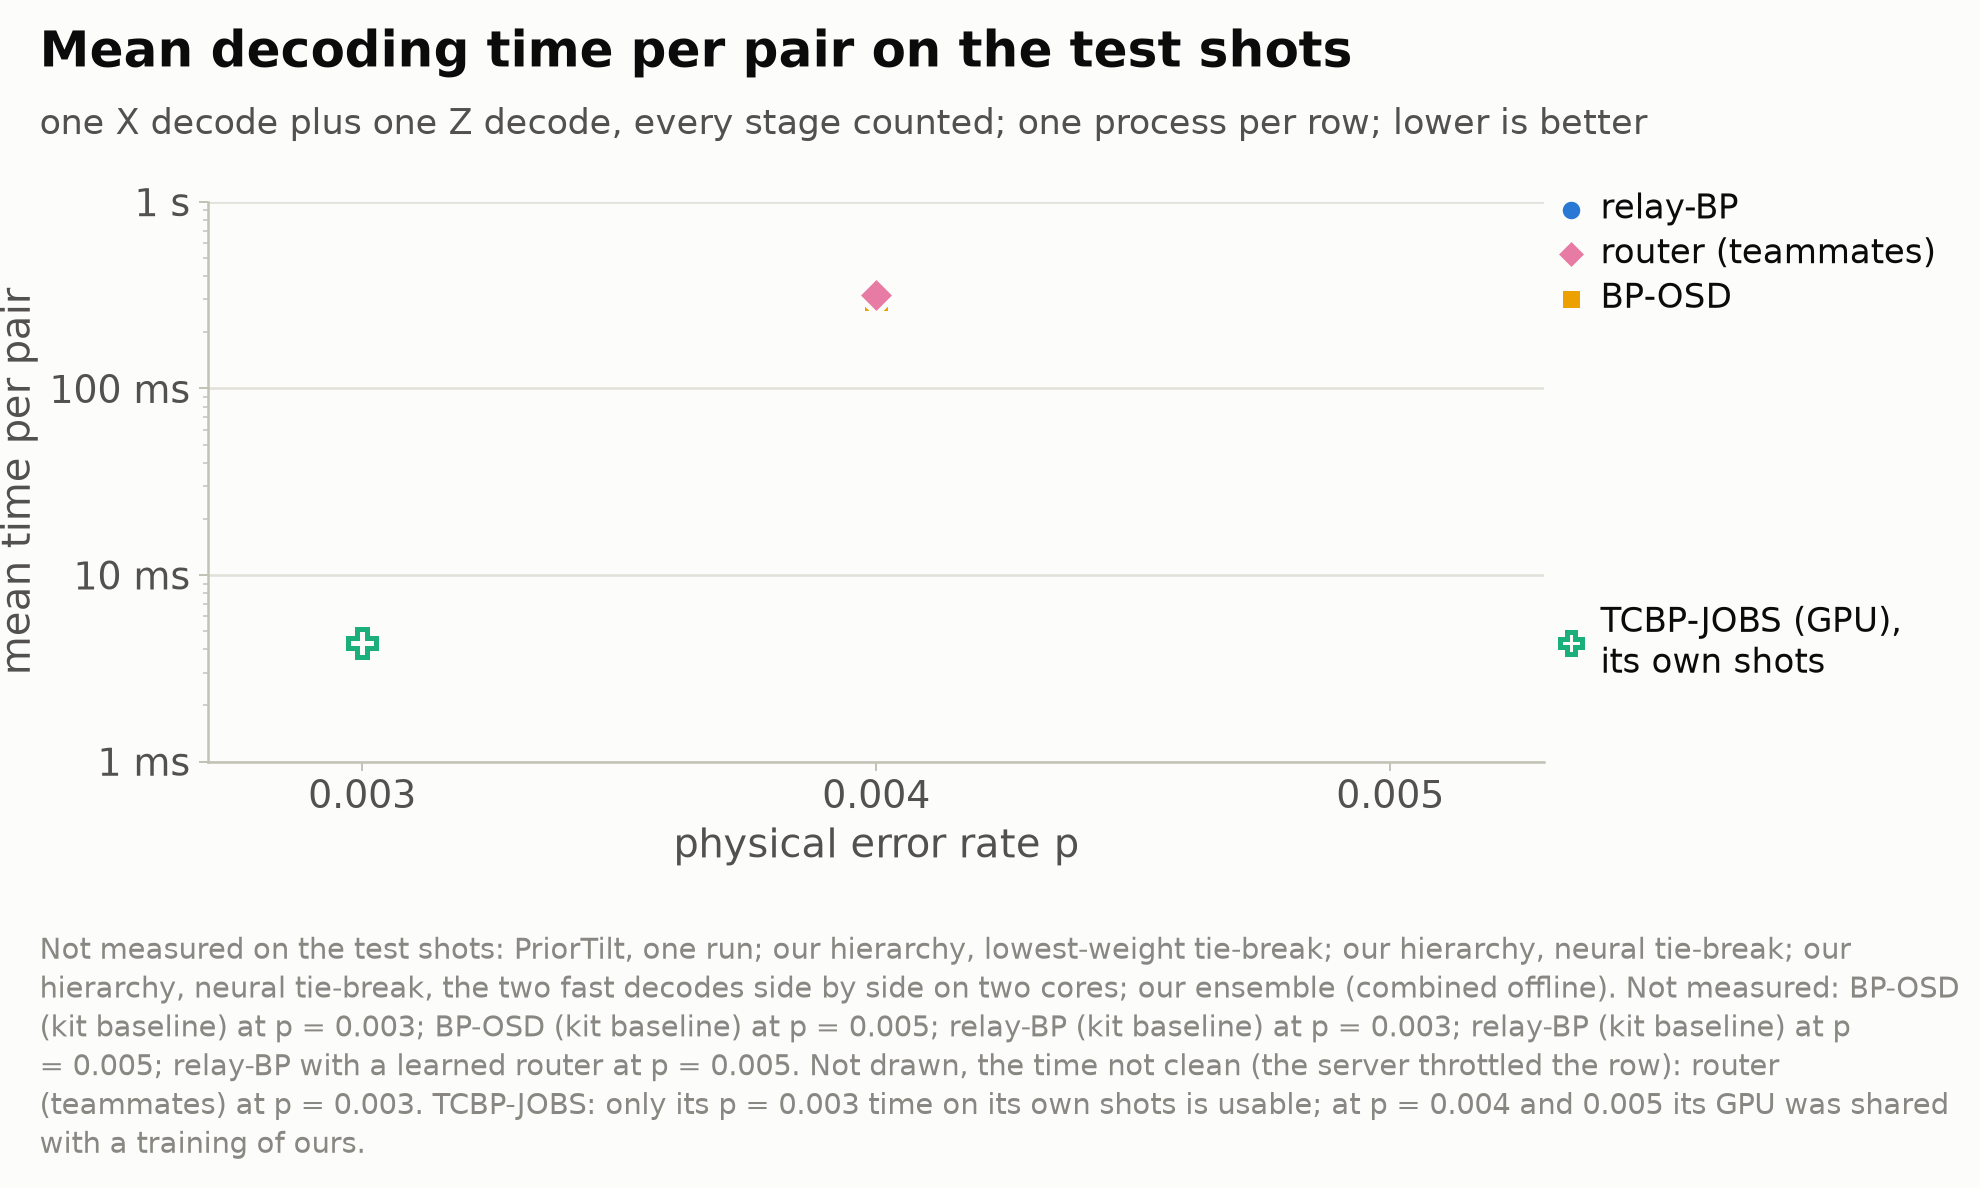 Mean decoding time per pair on the test shots
one X decode plus one Z decode, every stage counted; one process per row; lower is better
mean time per pair
1 s
100 ms
10 ms
1 ms
relay-BP
router (teammates)
BP-OSD
TCBP-JOBS (GPU),
its own shots
0.003
0.004
0.005
physical error rate p
Not measured on the test shots: PriorTilt, one run; our hierarchy, lowest-weight tie-break; our hierarchy, neural tie-break; our
hierarchy, neural tie-break, the two fast decodes side by side on two cores; our ensemble (combined offline). Not measured: BP-OSD
(kit baseline) at p = 0.003; BP-OSD (kit baseline) at p = 0.005; relay-BP (kit baseline) at p = 0.003; relay-BP (kit baseline) at p
= 0.005; relay-BP with a learned router at p = 0.005. Not drawn, the time not clean (the server throttled the row): router
(teammates) at p = 0.003. TCBP-JOBS: only its p = 0.003 time on its own shots is usable; at p = 0.004 and 0.005 its GPU was shared
with a training of ours.